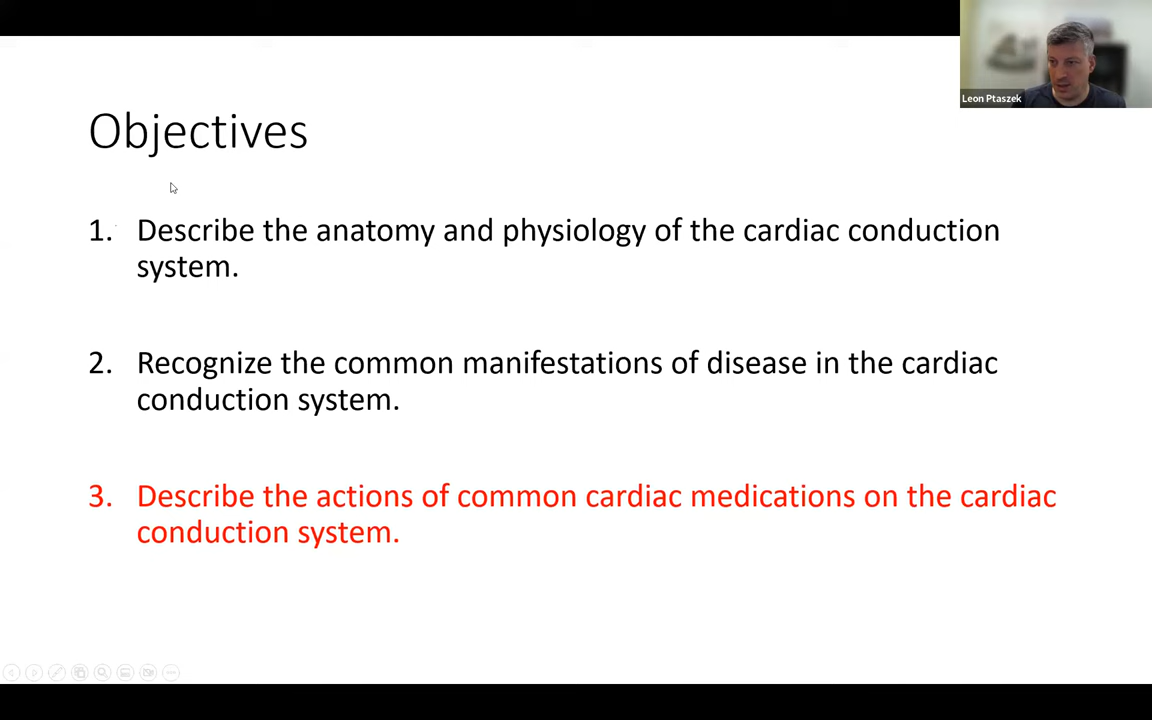 Leon Ptaszek
Objectives
1. Describe the anatomy and physiology of the cardiac conduction
system.
2. Recognize the common manifestations of disease in the cardiac
conduction system.
3. Describe the actions of common cardiac medications on the cardiac
conduction system.